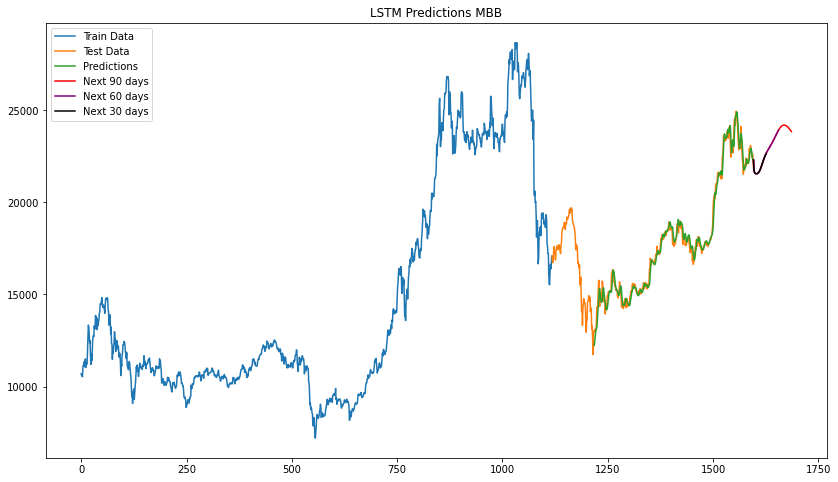 LSTM Predictions MBB
Train Data
Test Data
Predictions
Next 90 days
Next 60 days
Next 30 days
25000
20000
15000
10000
0
250
500
750
1000
1250
1500
1750